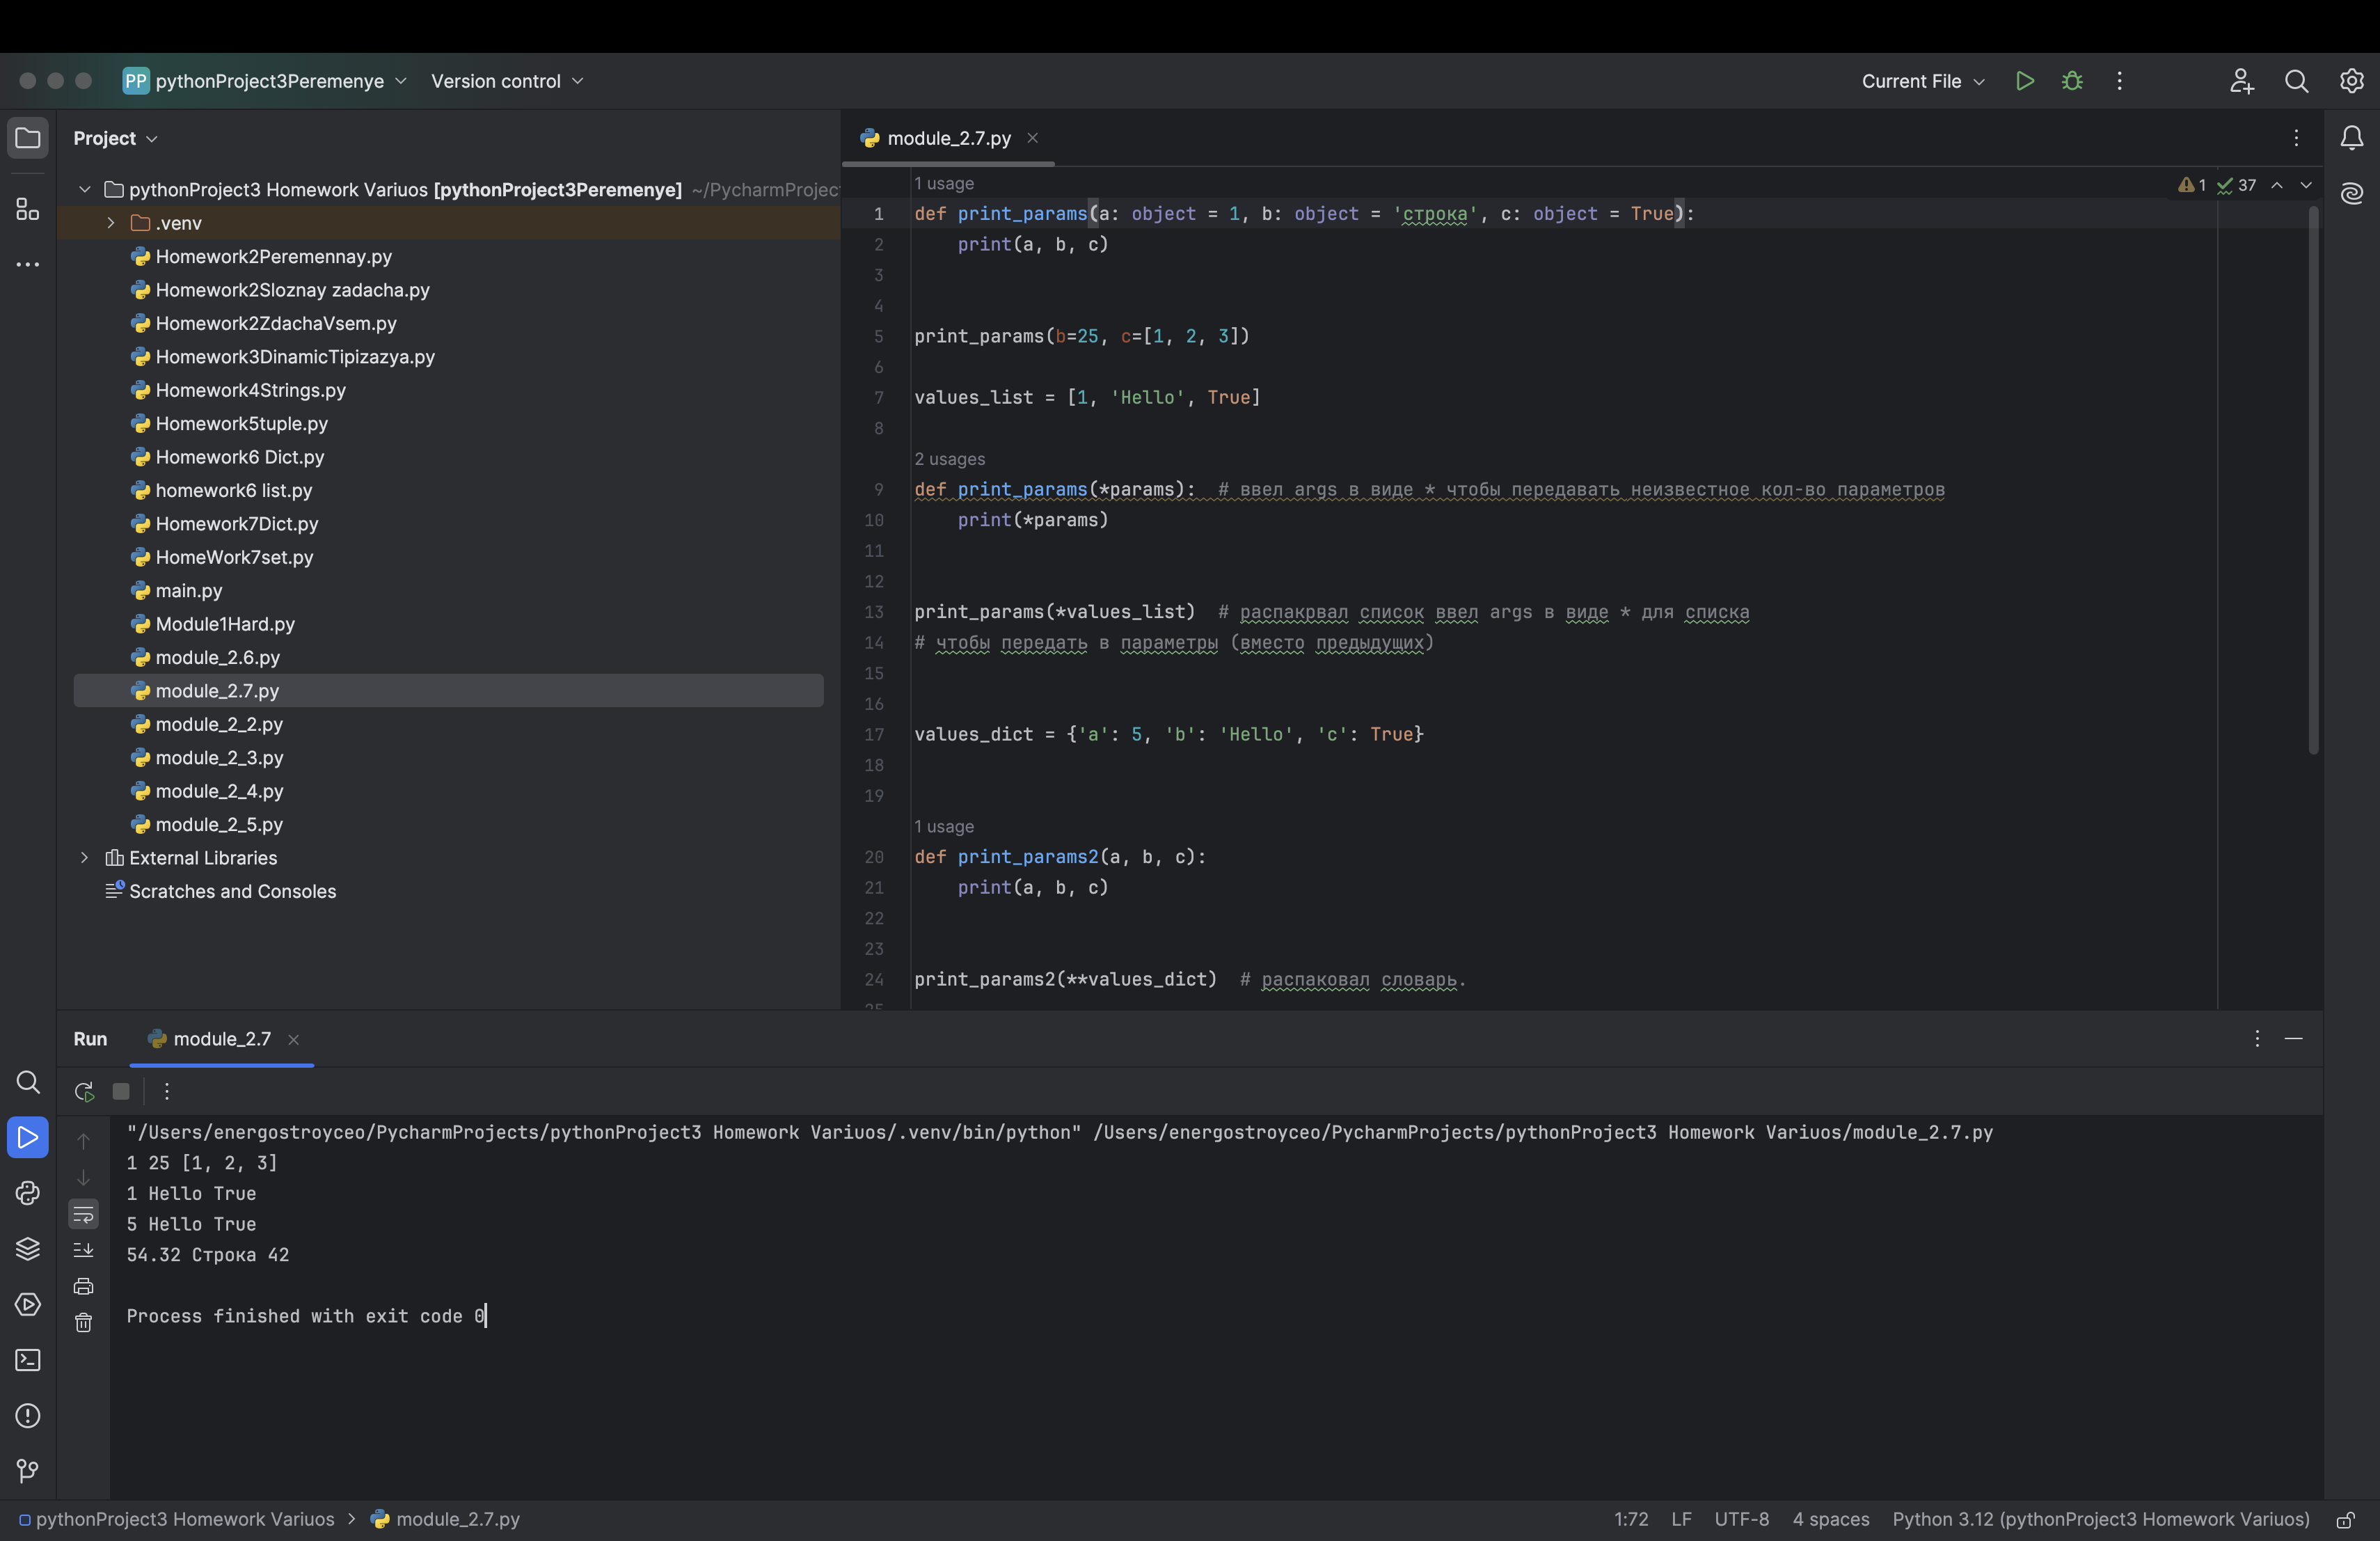 PP pythonProject3Peremenye Version control Current File
Project
pythonProject3 Homework Variuos [pythonProject3Peremenye] ~/PycharmProjec
.venv
Homework2Peremennay.py
Homework2Sloznay zadacha.py
Homework2ZdachaVsem.py
Homework3DinamicTipizazya.py
Homework4Strings.py
Homework5tuple.py
Homework6 Dict.py
homework6 list.py
Homework7Dict.py
HomeWork7set.py
main.py
Module1Hard.py
module_2.6.py
module_2.7.py
module_2_2.py
module_2_3.py
module_2_4.py
module_2_5.py
External Libraries
Scratches and Consoles
module_2.7.py
1 37
1 usage
1 def print_params(a: object = 1, b: object = 'строка', c: object = True):
2 print(a, b, c)
3
4
5 print_params(b=25, c=[1, 2, 3])
6
7 values_list = [1, 'Hello', True]
8
2 usages
9 def print_params(*params): # ввел args в виде * чтобы передавать неизвестное кол-во параметров
10 print(*params)
11
12
13 print_params(*values_list) # распакрвал список ввел args в виде * для списка
14 # чтобы передать в параметры (вместо предыдущих)
15
16
17 values_dict = {'a': 5, 'b': 'Hello', 'c': True}
18
19
1 usage
20 def print_params2(a, b, c):
21 print(a, b, c)
22
23
24 print_params2(**values_dict) # распаковал словарь.
25
Run module_2.7
"/Users/energostroyceo/PycharmProjects/pythonProject3 Homework Variuos/.venv/bin/python" /Users/energostroyceo/PycharmProjects/pythonProject3 Homework Variuos/module_2.7.py
1 25 [1, 2, 3]
1 Hello True
5 Hello True
54.32 Строка 42
Process finished with exit code 0
pythonProject3 Homework Variuos > module_2.7.py 1:72 LF UTF-8 4 spaces Python 3.12 (pythonProject3 Homework Variuos)